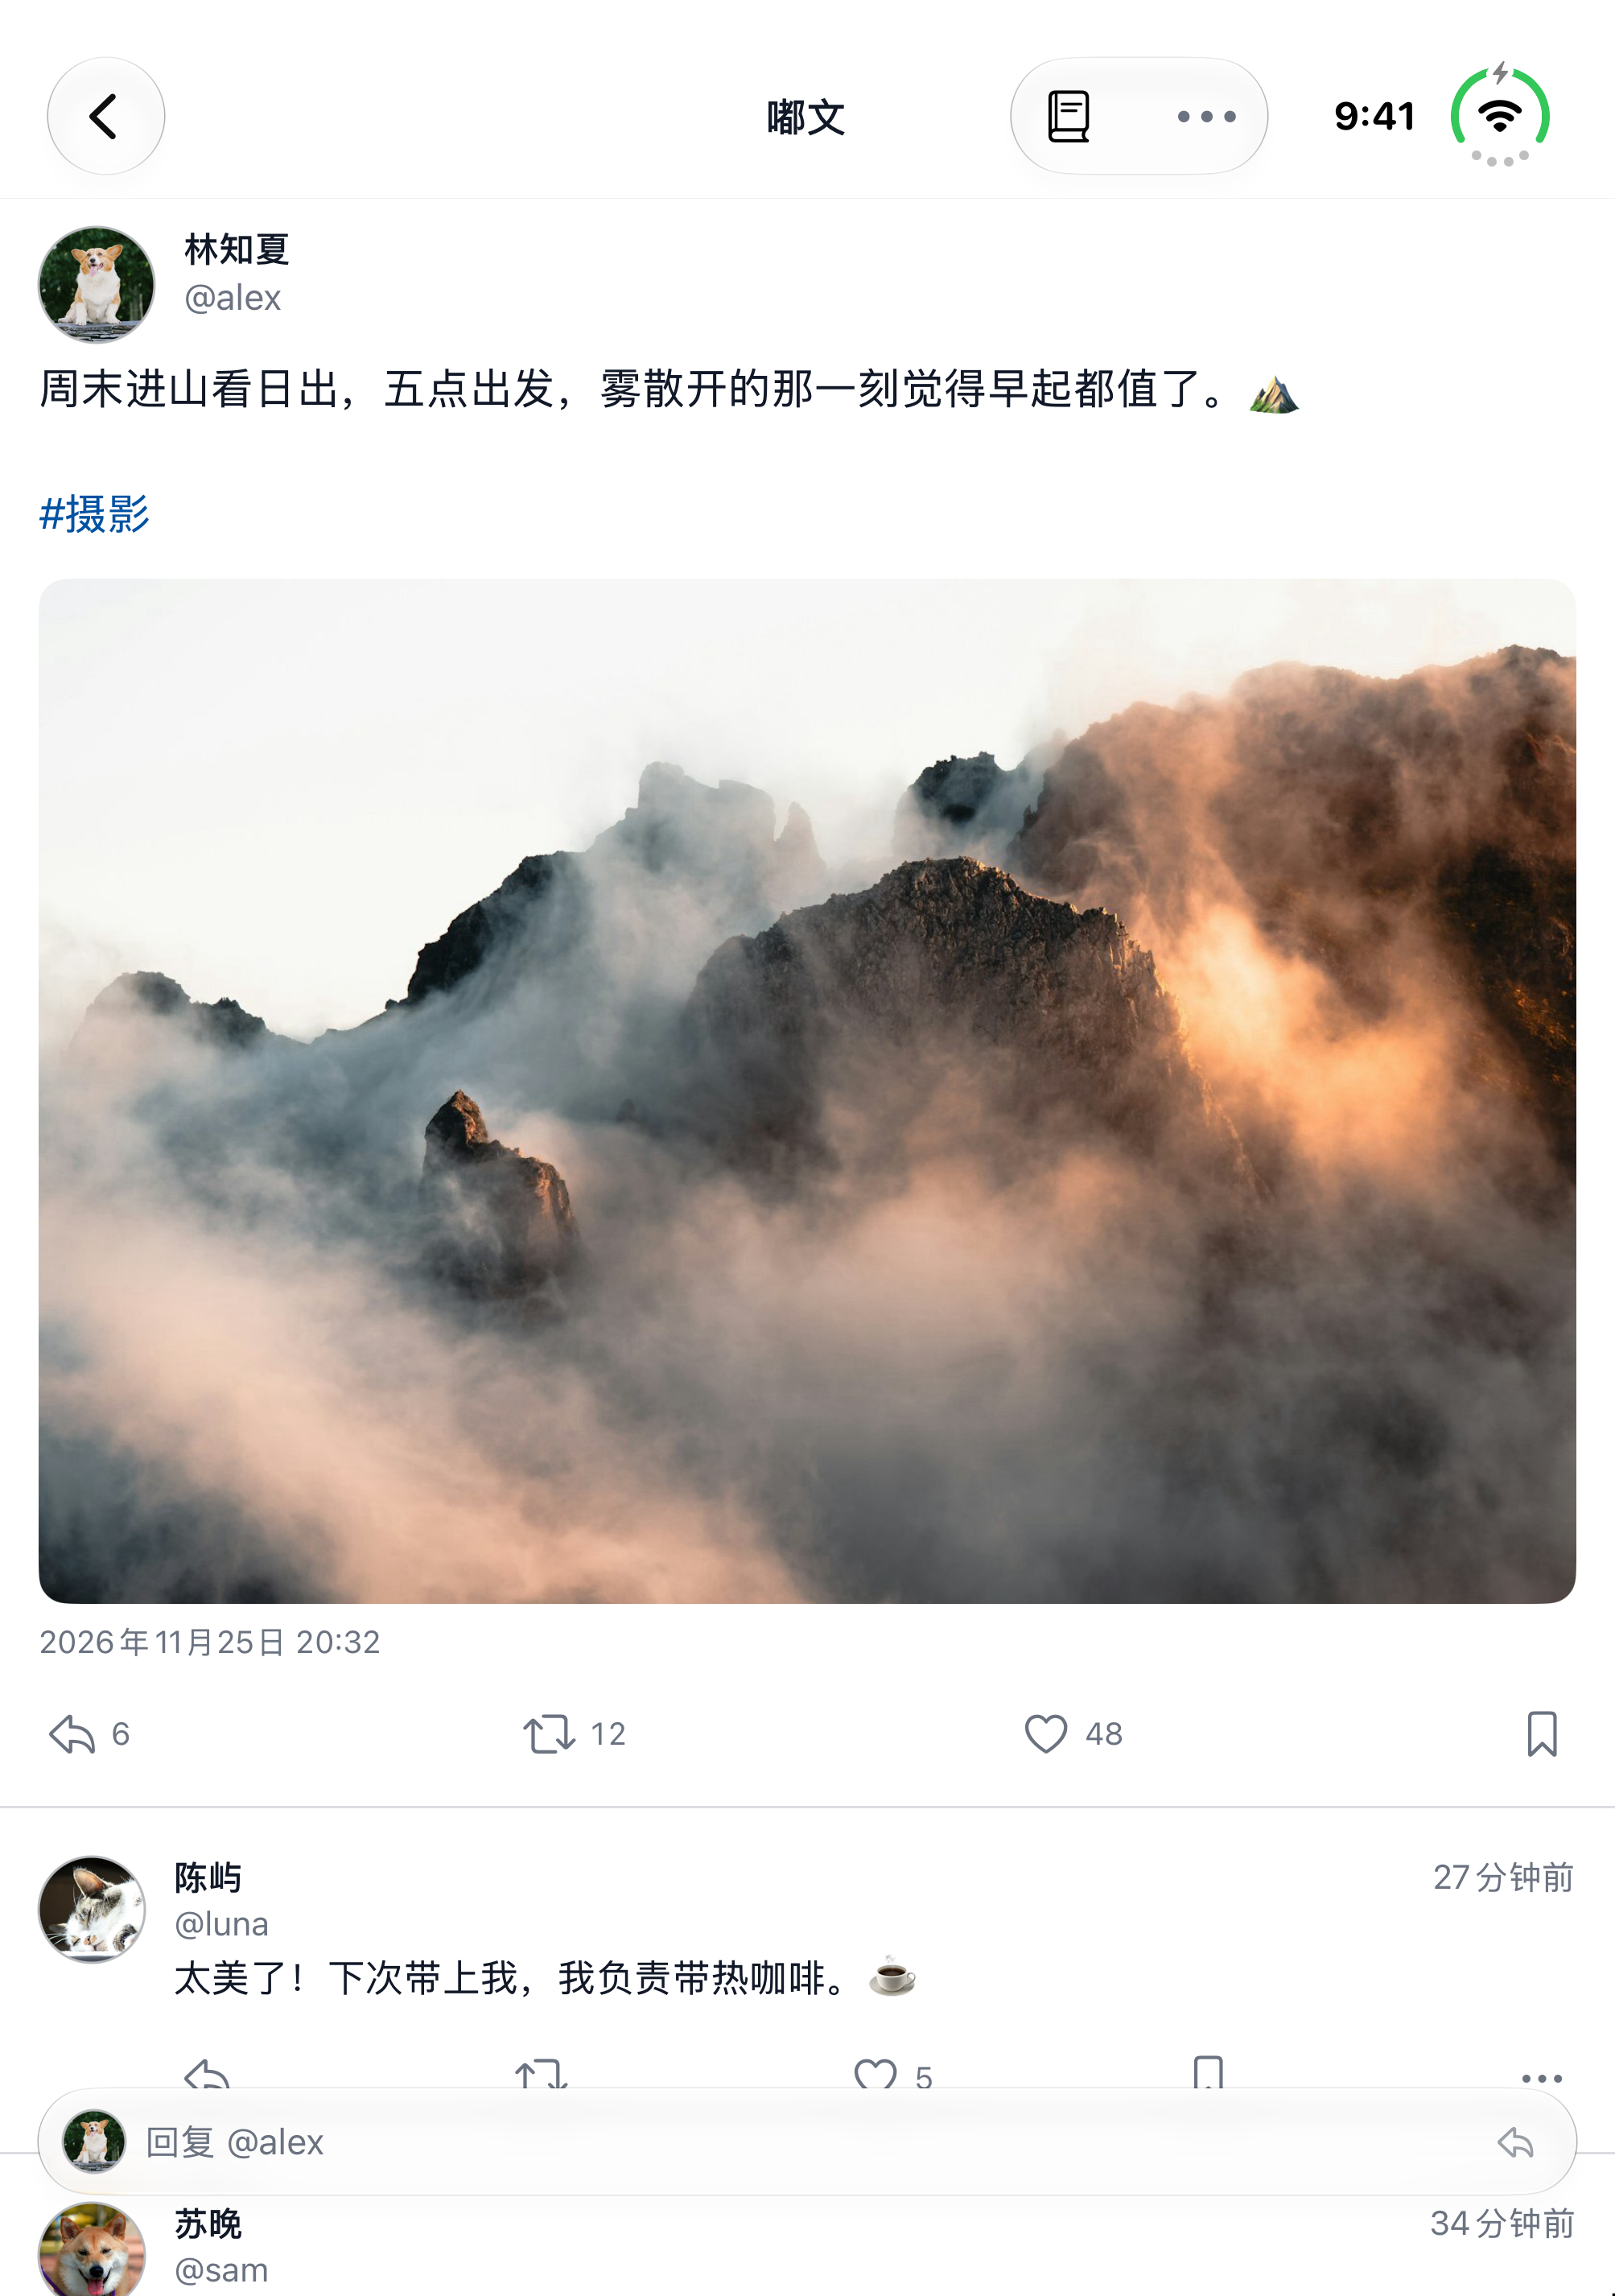 嘟文
9:41
林知夏
@alex
周末进山看日出，五点出发，雾散开的那一刻觉得早起都值了。⛰️
#摄影
2026年11月25日 20:32
6 12 48
陈屿
27分钟前
@luna
太美了！下次带上我，我负责带热咖啡。☕
5
回复 @alex
苏晚
34分钟前
@sam